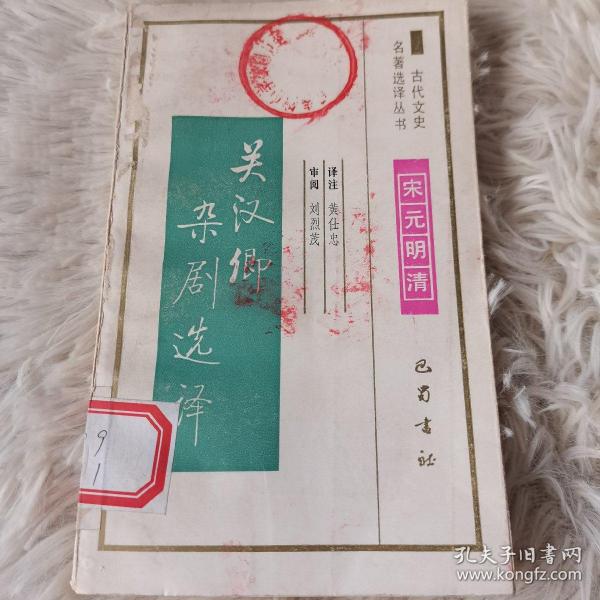 古代文史
名著选译丛书
宋元明清
巴蜀书社
译注 黄仕忠
审阅 刘烈茂
关汉卿
杂剧选译
9
1
孔夫子旧书网
www.kongfz.com